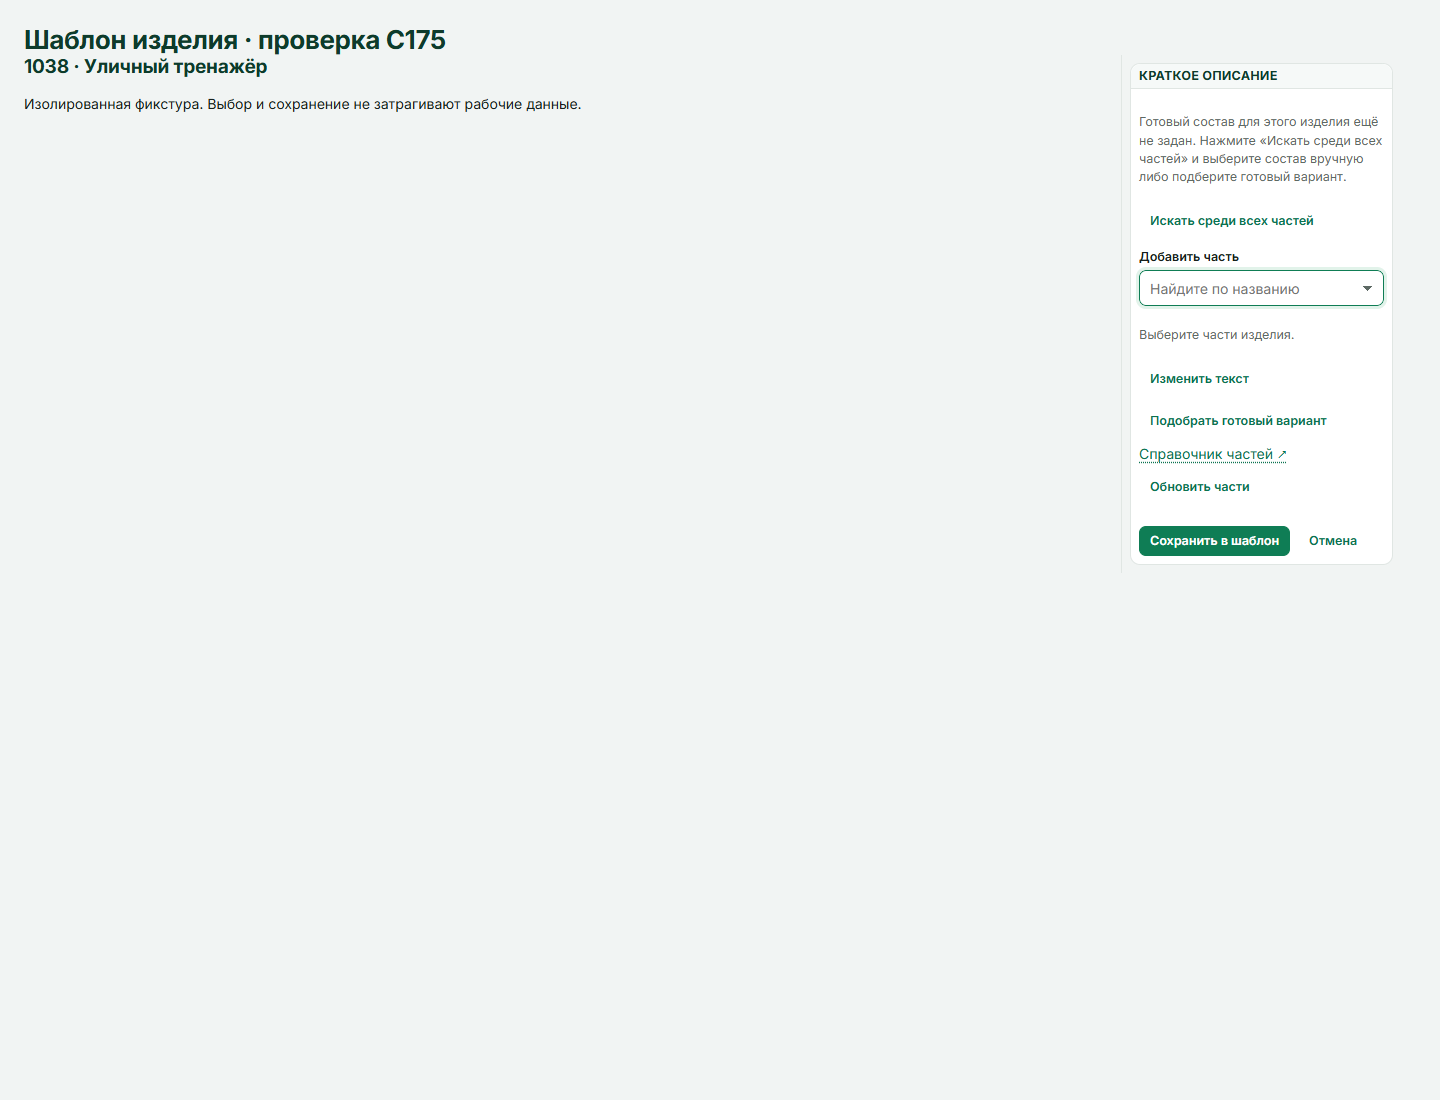 Шаблон изделия · проверка C175
1038 · Уличный тренажёр
Изолированная фикстура. Выбор и сохранение не затрагивают рабочие данные.
КРАТКОЕ ОПИСАНИЕ
Готовый состав для этого изделия ещё
не задан. Нажмите «Искать среди всех
частей» и выберите состав вручную
либо подберите готовый вариант.
Искать среди всех частей
Добавить часть
Найдите по названию
Выберите части изделия.
Изменить текст
Подобрать готовый вариант
Справочник частей ↗
Обновить части
Сохранить в шаблон Отмена